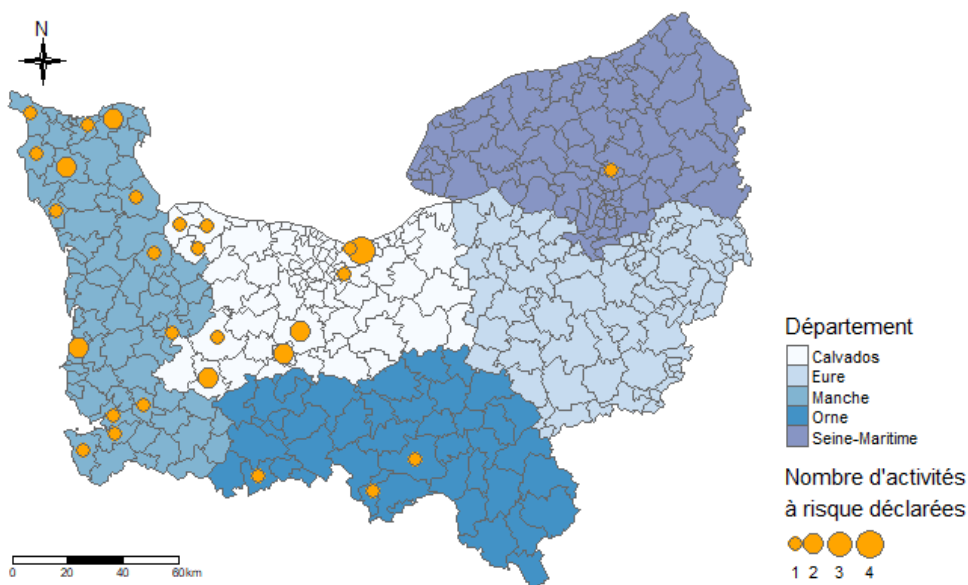 N
Département
Calvados
Eure
Manche
Orne
Seine-Maritime
Nombre d'activités
à risque déclarées
1 2 3 4
0 20 40 60km